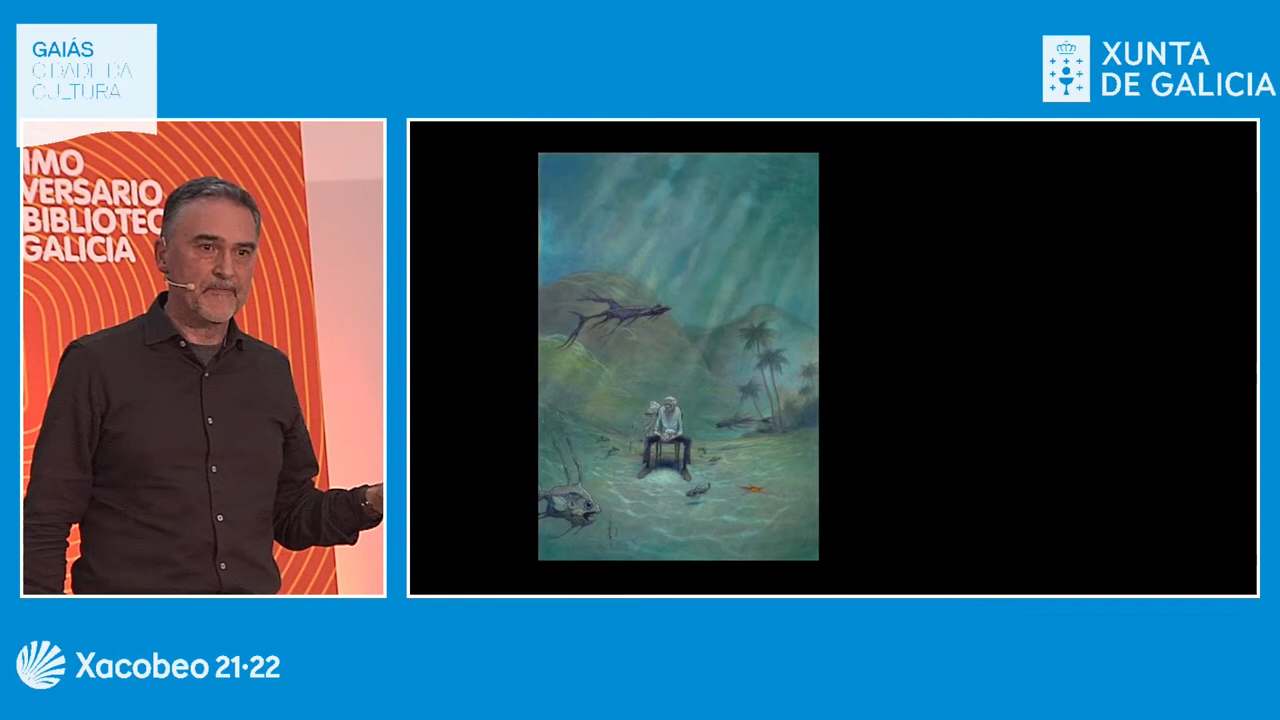 GAIÁS
CIDADE DA
CULTURA
XUNTA
DE GALICIA
IMO
VERSARIO
BIBLIOTEC
GALICIA
Xacobeo 21·22